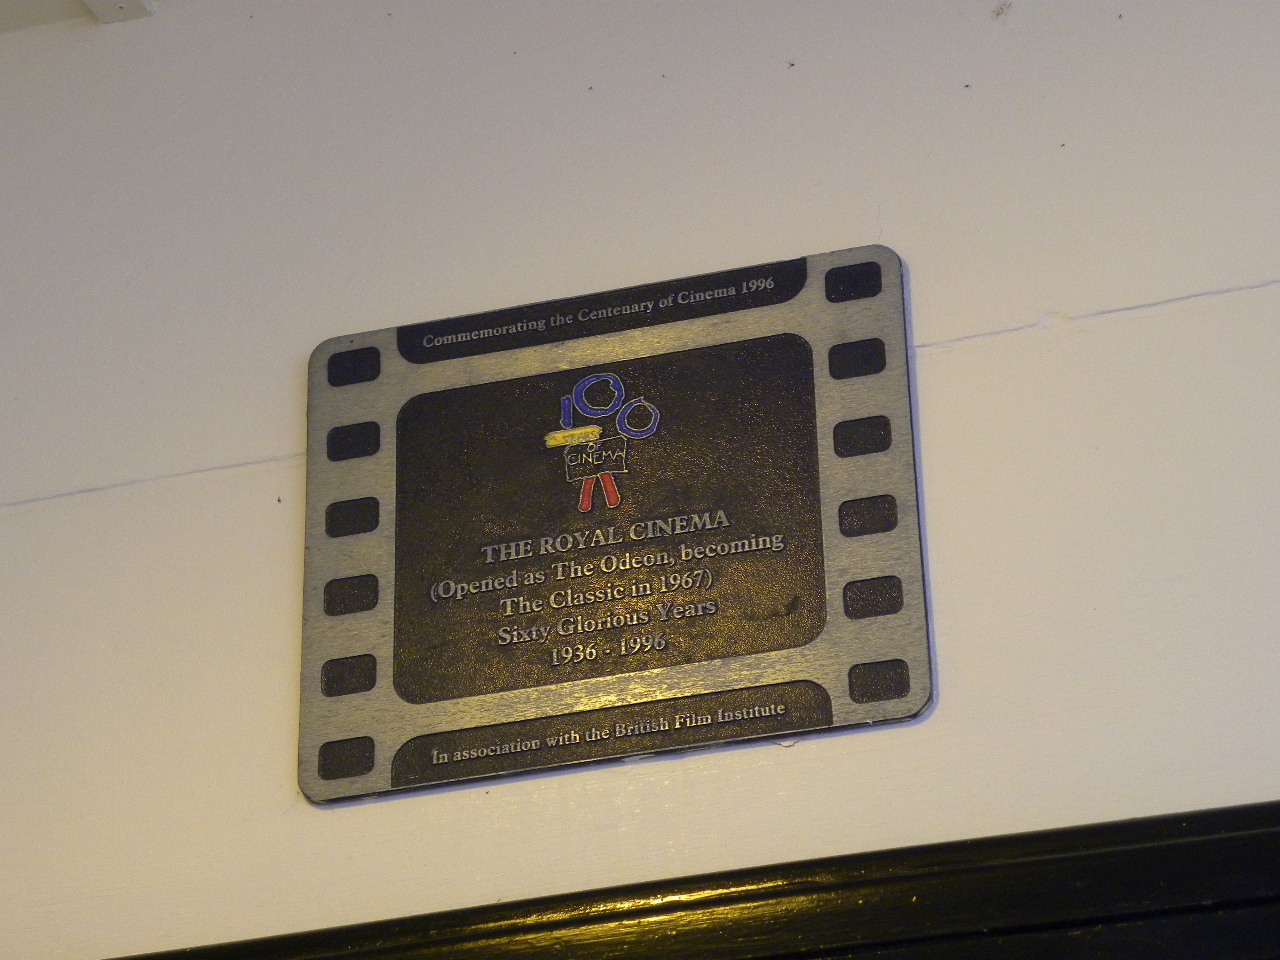 Commemorating the Centenary of Cinema 1996
100
YEARS
OF
CINEMA
THE ROYAL CINEMA
(Opened as The Odeon, becoming
The Classic in 1967)
Sixty Glorious Years
1936 - 1996
In association with the British Film Institute